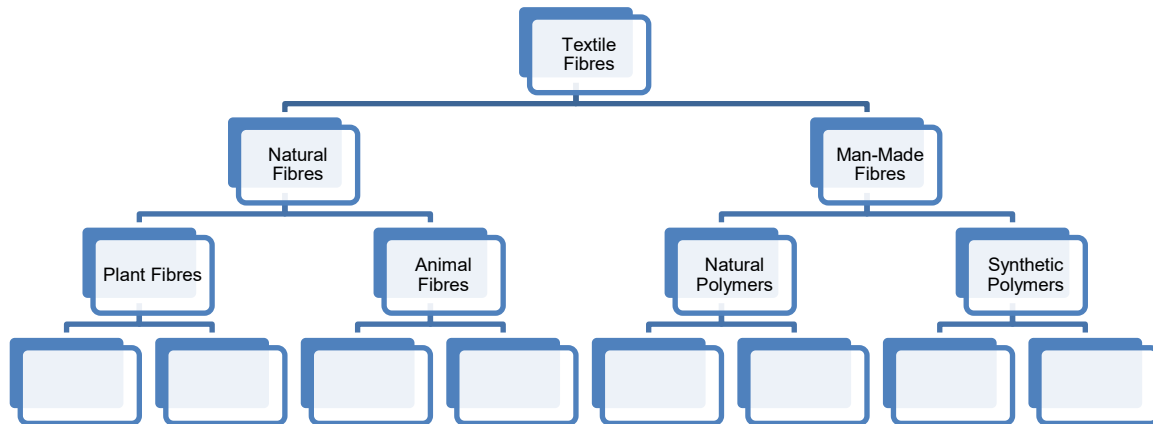 Textile
Fibres
Natural
Fibres
Man-Made
Fibres
Plant Fibres
Animal
Fibres
Natural
Polymers
Synthetic
Polymers